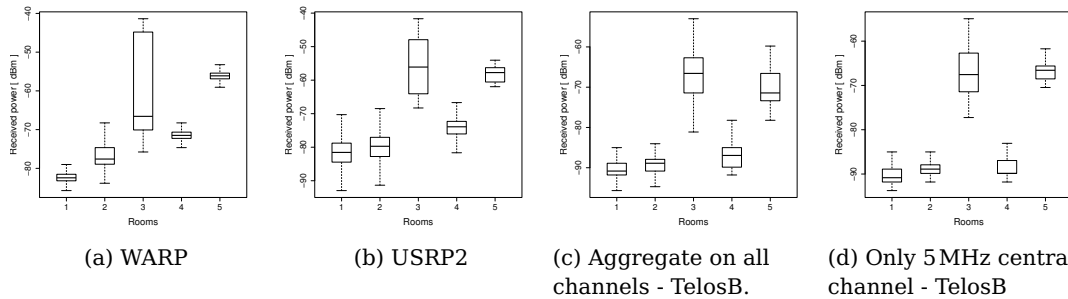 Received power [ dBm]
−40
−50
−60
−70
−80
1 2 3 4 5
Rooms
(a) WARP
Received power [ dBm]
−40
−50
−60
−70
−80
−90
1 2 3 4 5
Rooms
(b) USRP2
Received power [ dBm]
−60
−70
−80
−90
1 2 3 4 5
Rooms
(c) Aggregate on all
channels - TelosB.
Received power [ dBm]
−60
−70
−80
−90
1 2 3 4 5
Rooms
(d) Only 5 MHz centra
channel - TelosB